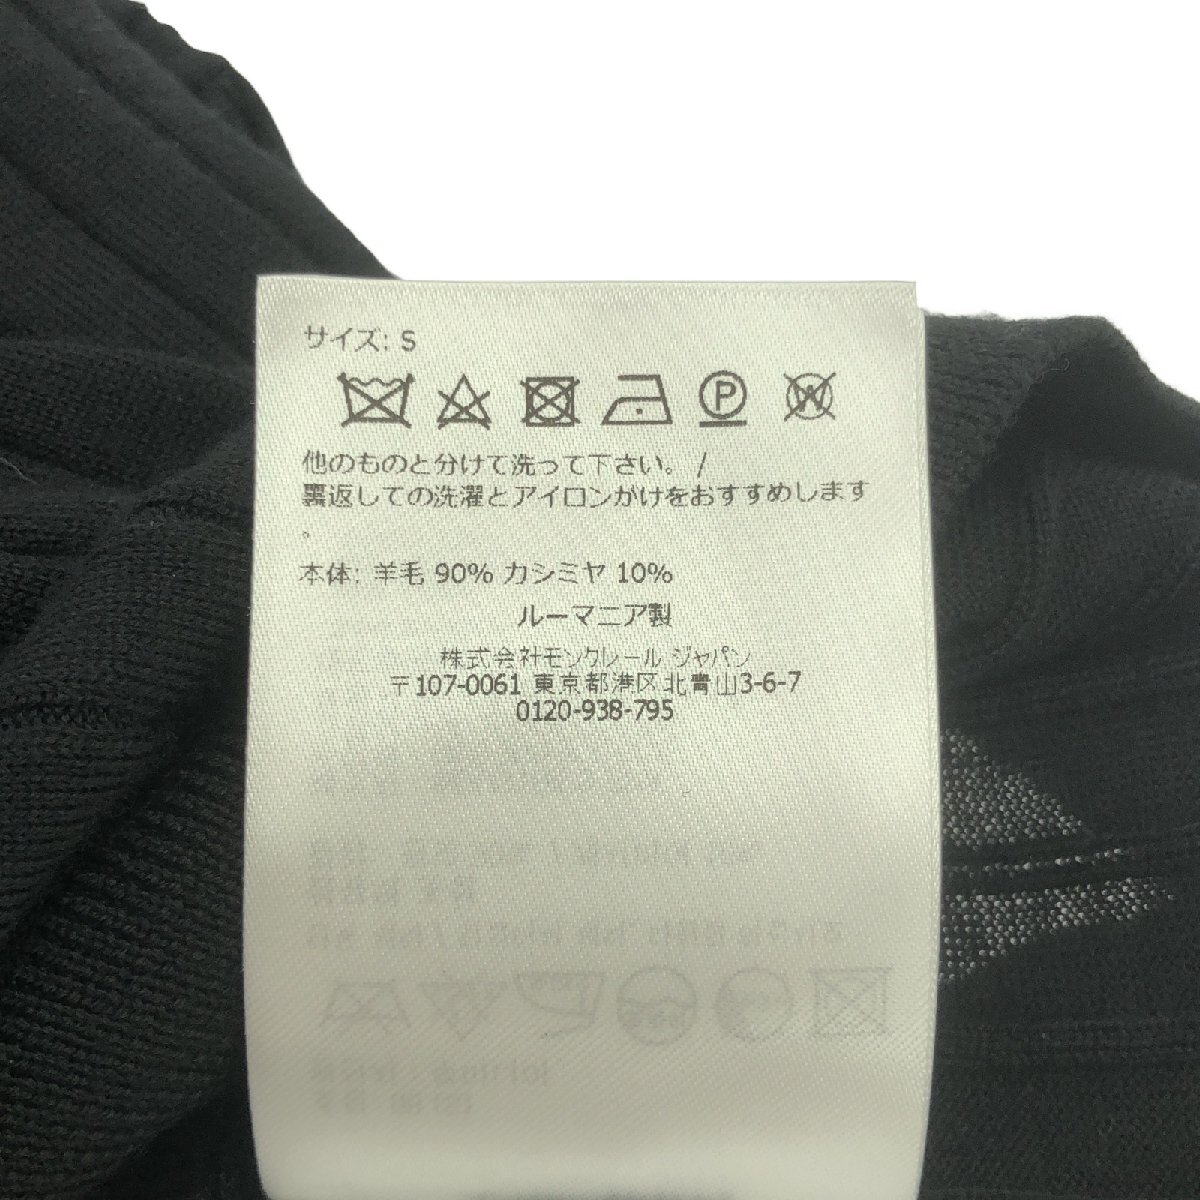 サイズ: S
P W
他のものと分けて洗って下さい。 /
裏返しての洗濯とアイロンがけをおすすめします
。
本体: 羊毛 90% カシミヤ 10%
ルーマニア製
株式会社モンクレール ジャパン
〒107-0061 東京都港区北青山3-6-7
0120-938-795